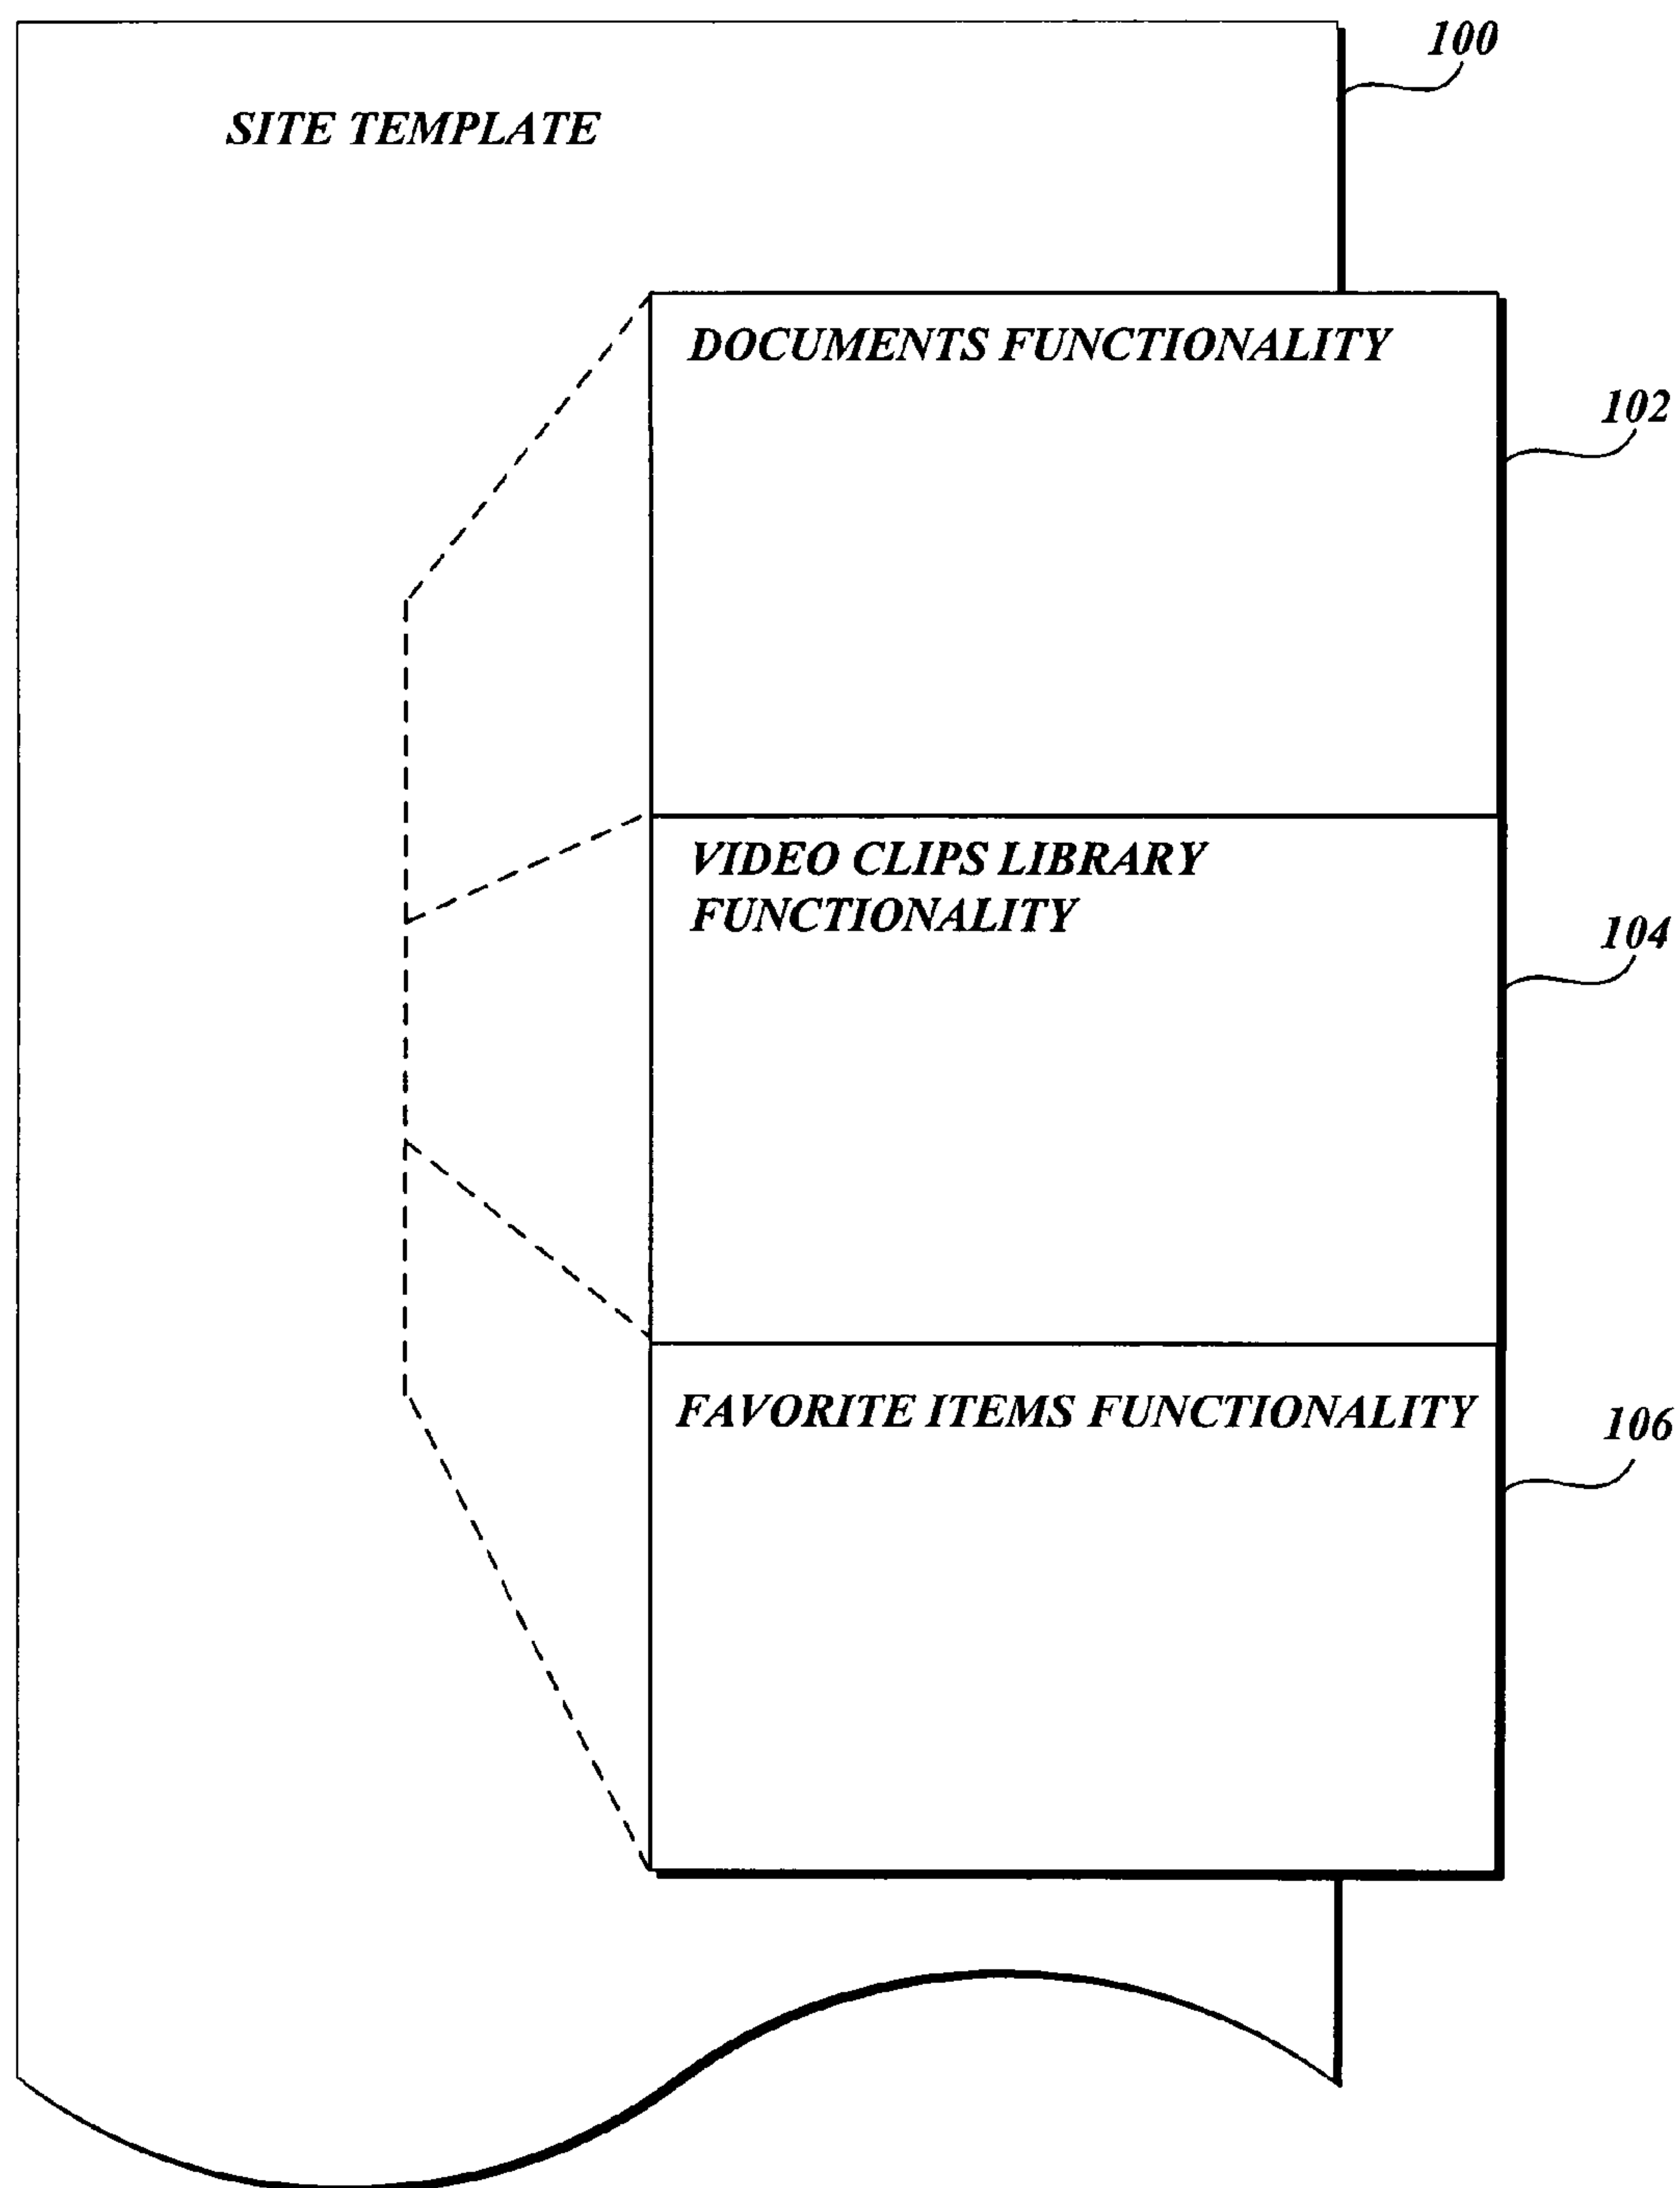 100
SITE TEMPLATE
DOCUMENTS FUNCTIONALITY
102
VIDEO CLIPS LIBRARY
FUNCTIONALITY
104
FAVORITE ITEMS FUNCTIONALITY
106